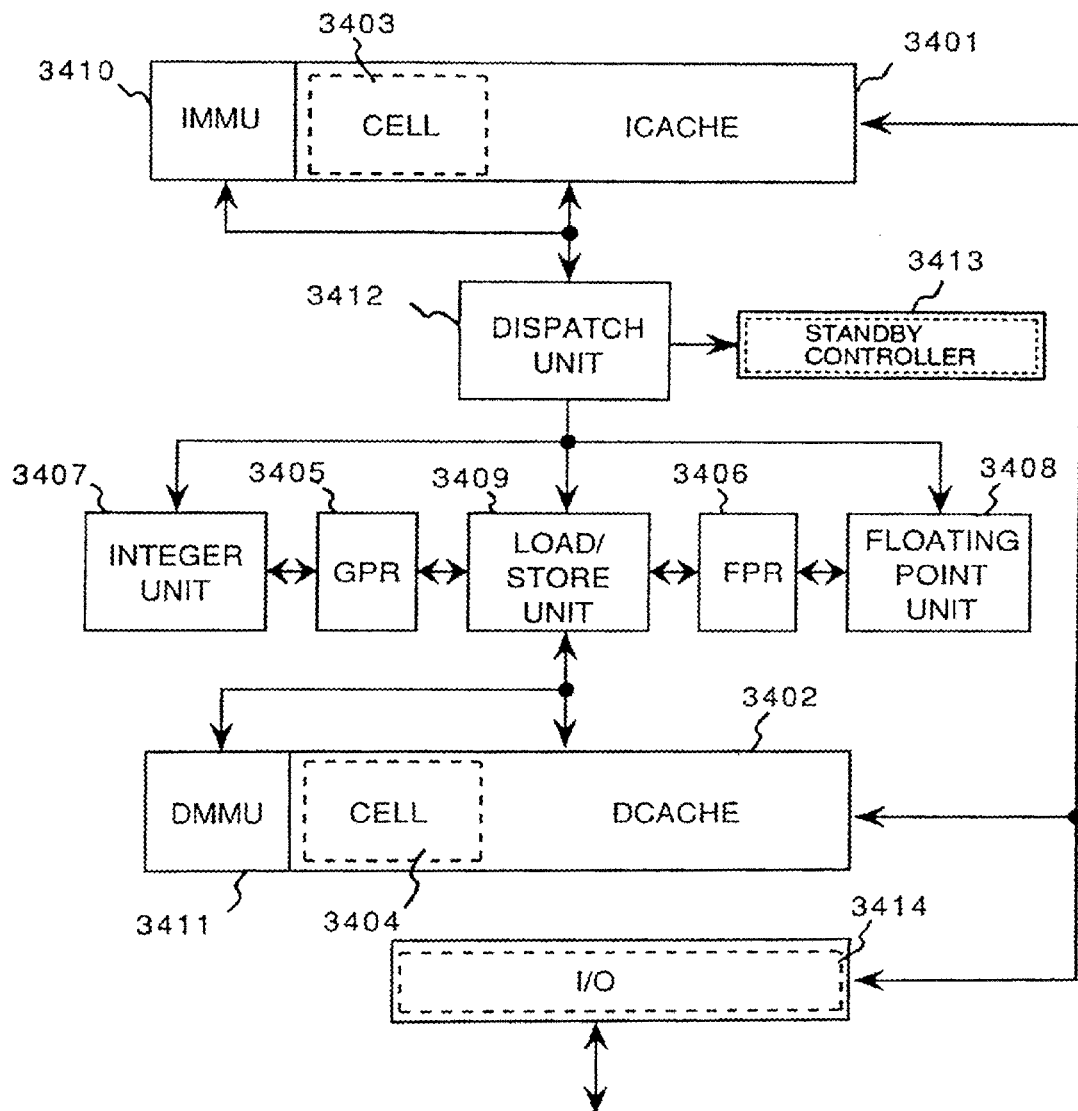 3403
3401
3410
IMMU
CELL
ICACHE
3413
3412
DISPATCH
UNIT
STANDBY
CONTROLLER
3407
3405
3409
3406
3408
INTEGER
UNIT
GPR
LOAD/
STORE
UNIT
FPR
FLOATING
POINT
UNIT
3402
DMMU
CELL
DCACHE
3411
3404
3414
I/O